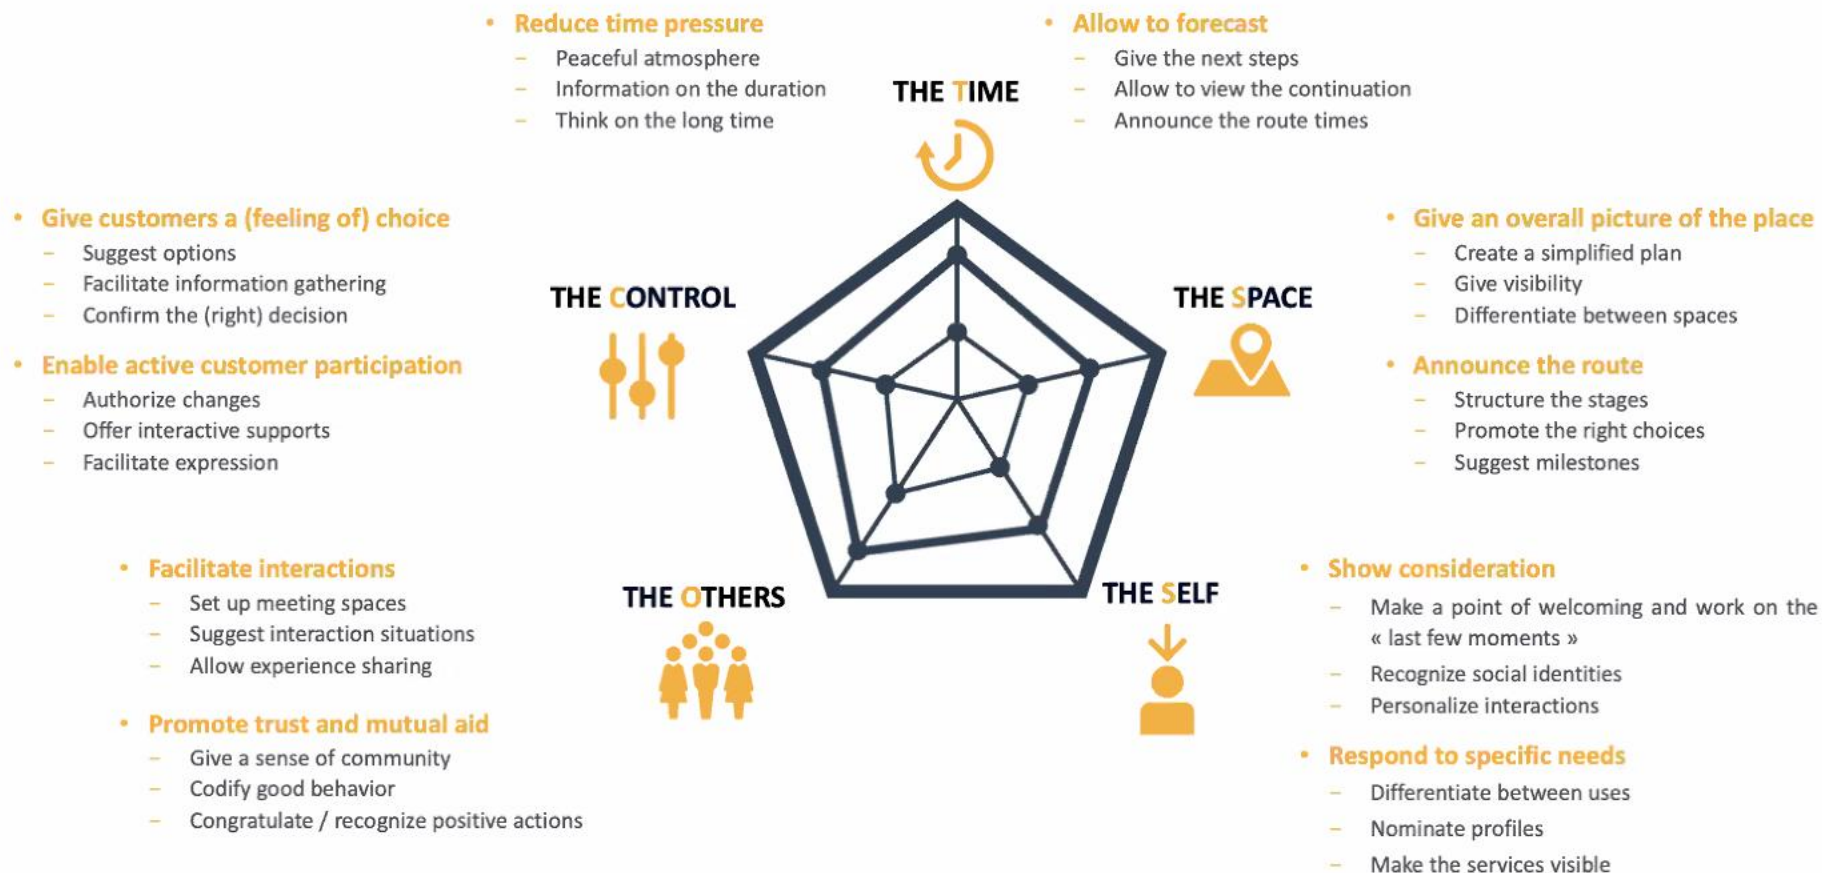 • Reduce time pressure
– Peaceful atmosphere
– Information on the duration
– Think on the long time
THE TIME
• Allow to forecast
– Give the next steps
– Allow to view the continuation
– Announce the route times
• Give customers a (feeling of) choice
– Suggest options
– Facilitate information gathering
– Confirm the (right) decision
• Enable active customer participation
– Authorize changes
– Offer interactive supports
– Facilitate expression
THE CONTROL
THE SPACE
• Give an overall picture of the place
– Create a simplified plan
– Give visibility
– Differentiate between spaces
• Announce the route
– Structure the stages
– Promote the right choices
– Suggest milestones
• Facilitate interactions
– Set up meeting spaces
– Suggest interaction situations
– Allow experience sharing
• Promote trust and mutual aid
– Give a sense of community
– Codify good behavior
– Congratulate / recognize positive actions
THE OTHERS
THE SELF
• Show consideration
– Make a point of welcoming and work on the
« last few moments »
– Recognize social identities
– Personalize interactions
• Respond to specific needs
– Differentiate between uses
– Nominate profiles
– Make the services visible